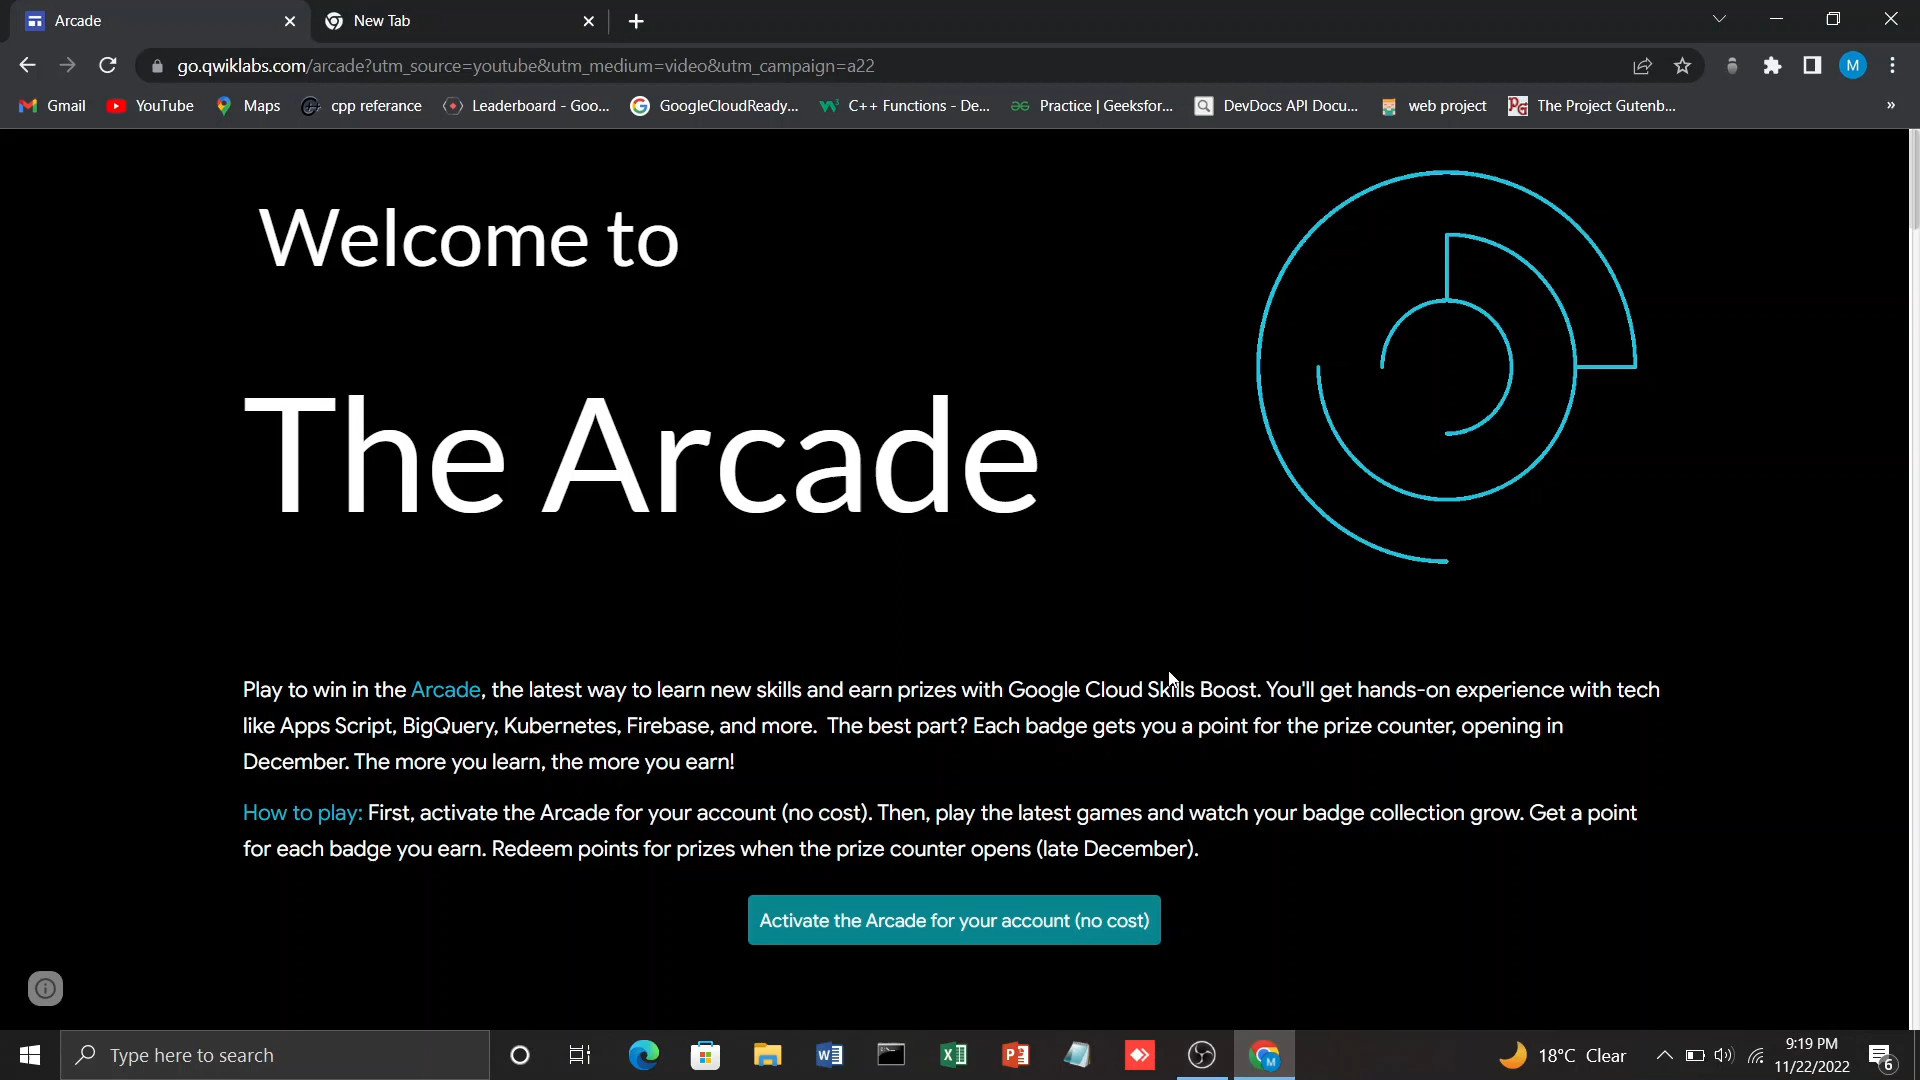 Arcade
New Tab
go.qwiklabs.com/arcade?utm_source=youtube&utm_medium=video&utm_campaign=a22
M
Gmail
YouTube
Maps
cpp referance
Leaderboard - Goo...
GoogleCloudReady...
C++ Functions - De...
Practice | Geeksfor...
DevDocs API Docu...
web project
The Project Gutenb...
»
Welcome to
The Arcade
Play to win in the Arcade, the latest way to learn new skills and earn prizes with Google Cloud Skills Boost. You'll get hands-on experience with tech
like Apps Script, BigQuery, Kubernetes, Firebase, and more. The best part? Each badge gets you a point for the prize counter, opening in
December. The more you learn, the more you earn!
How to play: First, activate the Arcade for your account (no cost). Then, play the latest games and watch your badge collection grow. Get a point
for each badge you earn. Redeem points for prizes when the prize counter opens (late December).
Activate the Arcade for your account (no cost)
Type here to search
18°C Clear
9:19 PM
11/22/2022
6